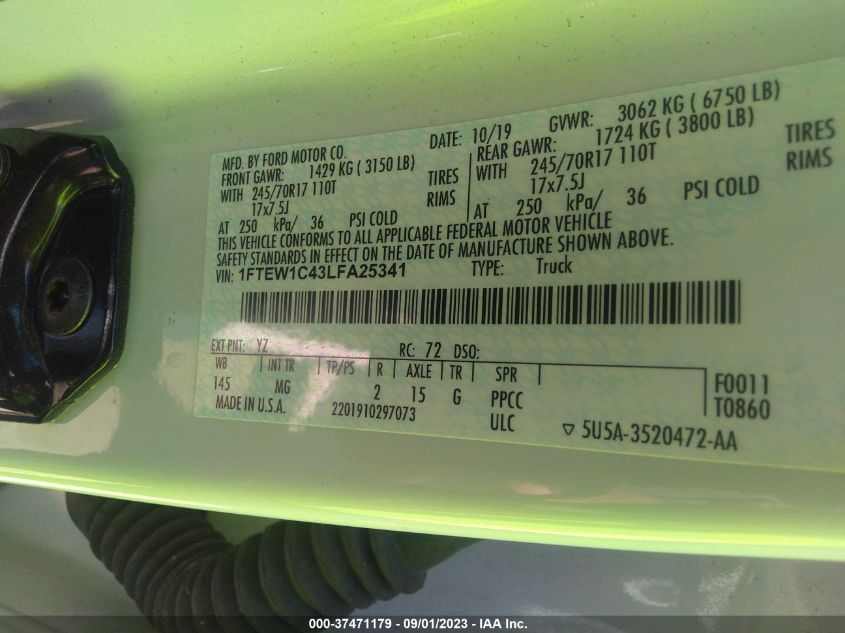 MFD. BY FORD MOTOR CO.
DATE: 10/19 GVWR: 3062 KG ( 6750 LB)
FRONT GAWR: 1429 KG ( 3150 LB) REAR GAWR: 1724 KG ( 3800 LB)
WITH 245/70R17 110T TIRES WITH 245/70R17 110T TIRES
17x7.5J RIMS 17x7.5J RIMS
AT 250 kPa/ 36 PSI COLD AT 250 kPa/ 36 PSI COLD
THIS VEHICLE CONFORMS TO ALL APPLICABLE FEDERAL MOTOR VEHICLE
SAFETY STANDARDS IN EFFECT ON THE DATE OF MANUFACTURE SHOWN ABOVE.
VIN: 1FTEW1C43LFA25341 TYPE: Truck
EXT PNT: YZ RC: 72 DSO:
WB INT TR TP/PS R AXLE TR SPR
145 MG 2 15 G PPCC
F0011
T0860
MADE IN U.S.A. 2201910297073 ULC ▽ 5U5A-3520472-AA
000-37471179 - 09/01/2023 - IAA Inc.